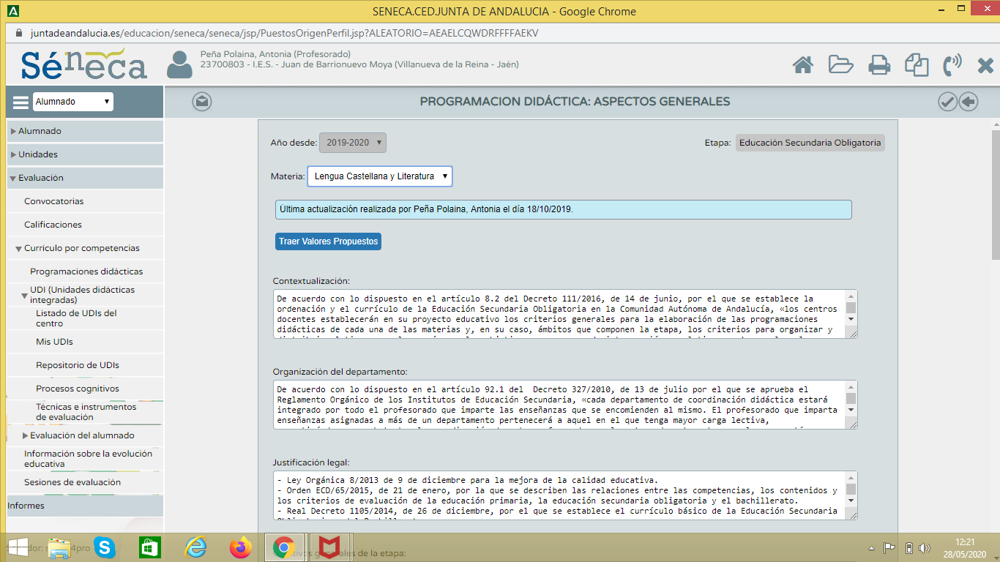 SENECA.CED.JUNTA DE ANDALUCIA - Google Chrome
juntadeandalucia.es/educacion/seneca/seneca/jsp/PuestosOrigenPerfil.jsp?ALEATORIO=AEAELCQWDRFFFFAEKV
Séneca
Peña Polaina, Antonia (Profesorado)
23700803 - I.E.S. - Juan de Barrionuevo Moya (Villanueva de la Reina - Jaén)
Alumnado
PROGRAMACION DIDÁCTICA: ASPECTOS GENERALES
Alumnado
Unidades
Evaluación
Convocatorias
Calificaciones
Curriculo por competencias
Programaciones didácticas
UDI (Unidades didácticas
integradas)
Listado de UDIs del
centro
Mis UDIs
Repositorio de UDIs
Procesos cognitivos
Técnicas e instrumentos
de evaluación
Evaluación del alumnado
Información sobre la evolución
educativa
Sesiones de evaluación
Informes
Año desde: 2019-2020
Etapa: Educación Secundaria Obligatoria
Materia: Lengua Castellana y Literatura
Última actualización realizada por Peña Polaina, Antonia el día 18/10/2019.
Traer Valores Propuestos
Contextualización:
De acuerdo con lo dispuesto en el artículo 8.2 del Decreto 111/2016, de 14 de junio, por el que se establece la
ordenación y el currículo de la Educación Secundaria Obligatoria en la Comunidad Autónoma de Andalucía, «los centros
docentes establecerán en su proyecto educativo los criterios generales para la elaboración de las programaciones
didácticas de cada una de las materias y, en su caso, ámbitos que componen la etapa, los criterios para organizar y
Organización del departamento:
De acuerdo con lo dispuesto en el artículo 92.1 del  Decreto 327/2010, de 13 de julio por el que se aprueba el
Reglamento Orgánico de los Institutos de Educación Secundaria, «cada departamento de coordinación didáctica estará
integrado por todo el profesorado que imparte las enseñanzas que se encomienden al mismo. El profesorado que imparta
enseñanzas asignadas a más de un departamento pertenecerá a aquel en el que tenga mayor carga lectiva,
Justificación legal:
- Ley Orgánica 8/2013 de 9 de diciembre para la mejora de la calidad educativa.
- Orden ECD/65/2015, de 21 de enero, por la que se describen las relaciones entre las competencias, los contenidos y
los criterios de evaluación de la educación primaria, la educación secundaria obligatoria y el bachillerato.
- Real Decreto 1105/2014, de 26 de diciembre, por el que se establece el currículo básico de la Educación Secundaria
generales de la etapa:
12:21
28/05/2020